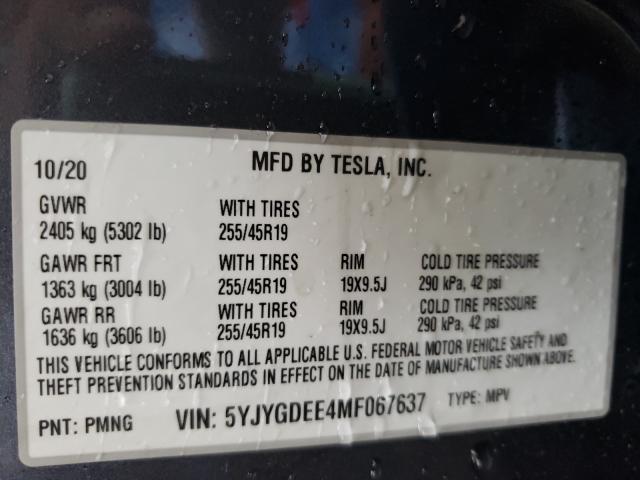 10/20 MFD BY TESLA, INC.
GVWR WITH TIRES
2405 kg (5302 lb) 255/45R19
GAWR FRT WITH TIRES RIM COLD TIRE PRESSURE
1363 kg (3004 lb) 255/45R19 19X9.5J 290 kPa, 42 psi
GAWR RR WITH TIRES RIM COLD TIRE PRESSURE
1636 kg (3606 lb) 255/45R19 19X9.5J 290 kPa, 42 psi
THIS VEHICLE CONFORMS TO ALL APPLICABLE U.S. FEDERAL MOTOR VEHICLE SAFETY AND
THEFT PREVENTION STANDARDS IN EFFECT ON THE DATE OF MANUFACTURE SHOWN ABOVE.
PNT: PMNG VIN: 5YJYGDEE4MF067637 TYPE: MPV